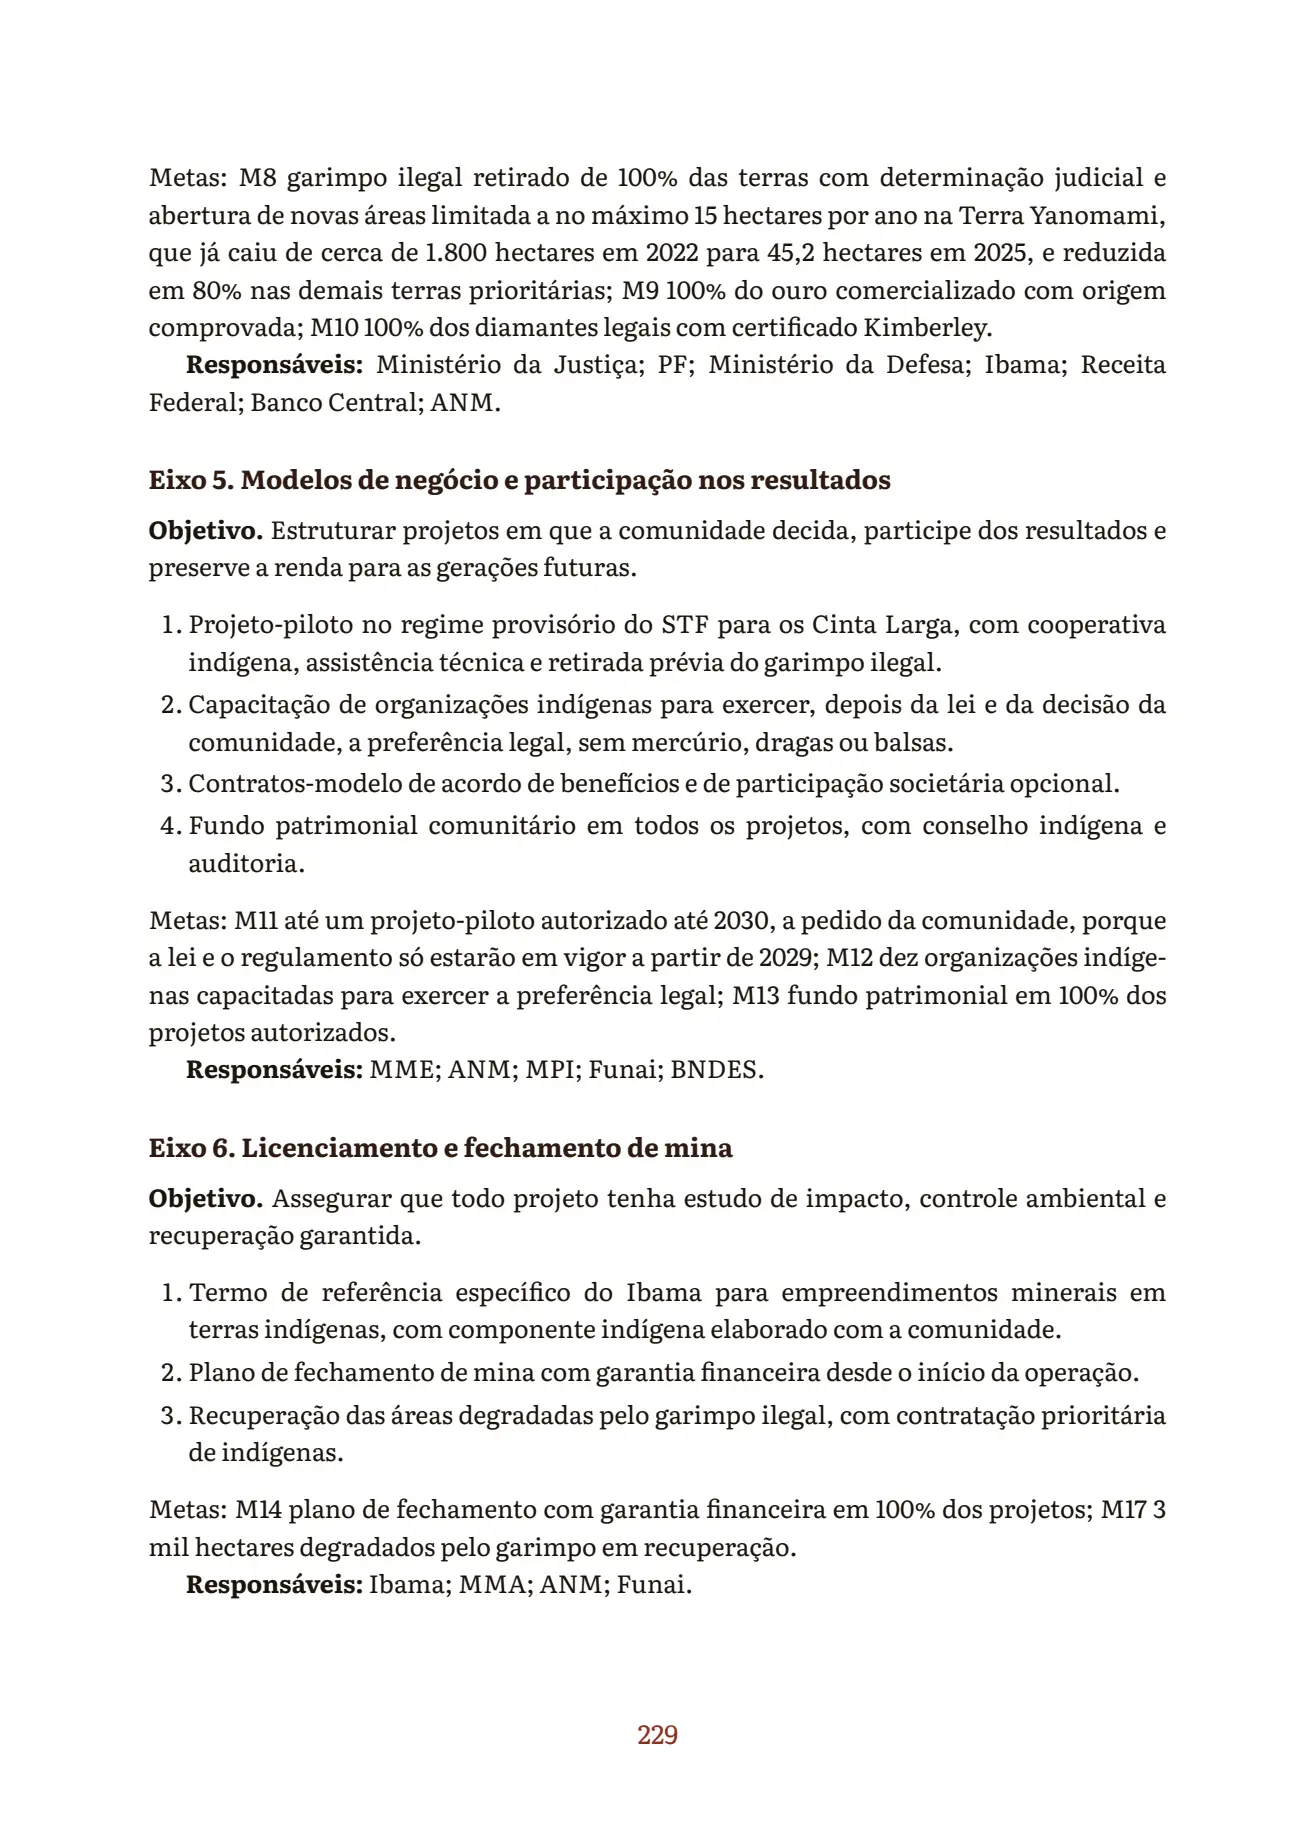 Metas: M8 garimpo ilegal retirado de 100% das terras com determinação judicial e
abertura de novas áreas limitada a no máximo 15 hectares por ano na Terra Yanomami,
que já caiu de cerca de 1.800 hectares em 2022 para 45,2 hectares em 2025, e reduzida
em 80% nas demais terras prioritárias; M9 100% do ouro comercializado com origem
comprovada; M10 100% dos diamantes legais com certificado Kimberley.
Responsáveis: Ministério da Justiça; PF; Ministério da Defesa; Ibama; Receita
Federal; Banco Central; ANM.
Eixo 5. Modelos de negócio e participação nos resultados
Objetivo. Estruturar projetos em que a comunidade decida, participe dos resultados e
preserve a renda para as gerações futuras.
1. Projeto-piloto no regime provisório do STF para os Cinta Larga, com cooperativa
indígena, assistência técnica e retirada prévia do garimpo ilegal.
2. Capacitação de organizações indígenas para exercer, depois da lei e da decisão da
comunidade, a preferência legal, sem mercúrio, dragas ou balsas.
3. Contratos-modelo de acordo de benefícios e de participação societária opcional.
4. Fundo patrimonial comunitário em todos os projetos, com conselho indígena e
auditoria.
Metas: M11 até um projeto-piloto autorizado até 2030, a pedido da comunidade, porque
a lei e o regulamento só estarão em vigor a partir de 2029; M12 dez organizações indíge-
nas capacitadas para exercer a preferência legal; M13 fundo patrimonial em 100% dos
projetos autorizados.
Responsáveis: MME; ANM; MPI; Funai; BNDES.
Eixo 6. Licenciamento e fechamento de mina
Objetivo. Assegurar que todo projeto tenha estudo de impacto, controle ambiental e
recuperação garantida.
1. Termo de referência específico do Ibama para empreendimentos minerais em
terras indígenas, com componente indígena elaborado com a comunidade.
2. Plano de fechamento de mina com garantia financeira desde o início da operação.
3. Recuperação das áreas degradadas pelo garimpo ilegal, com contratação prioritária
de indígenas.
Metas: M14 plano de fechamento com garantia financeira em 100% dos projetos; M17 3
mil hectares degradados pelo garimpo em recuperação.
Responsáveis: Ibama; MMA; ANM; Funai.
229